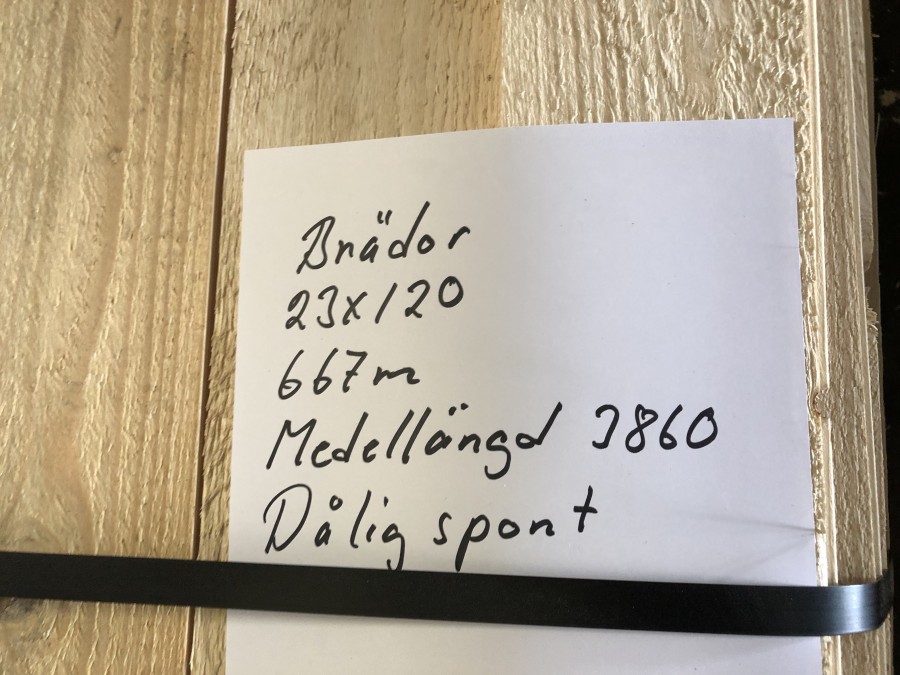 Brädor
23x120
667m
Medellängd 3860
Dålig spont